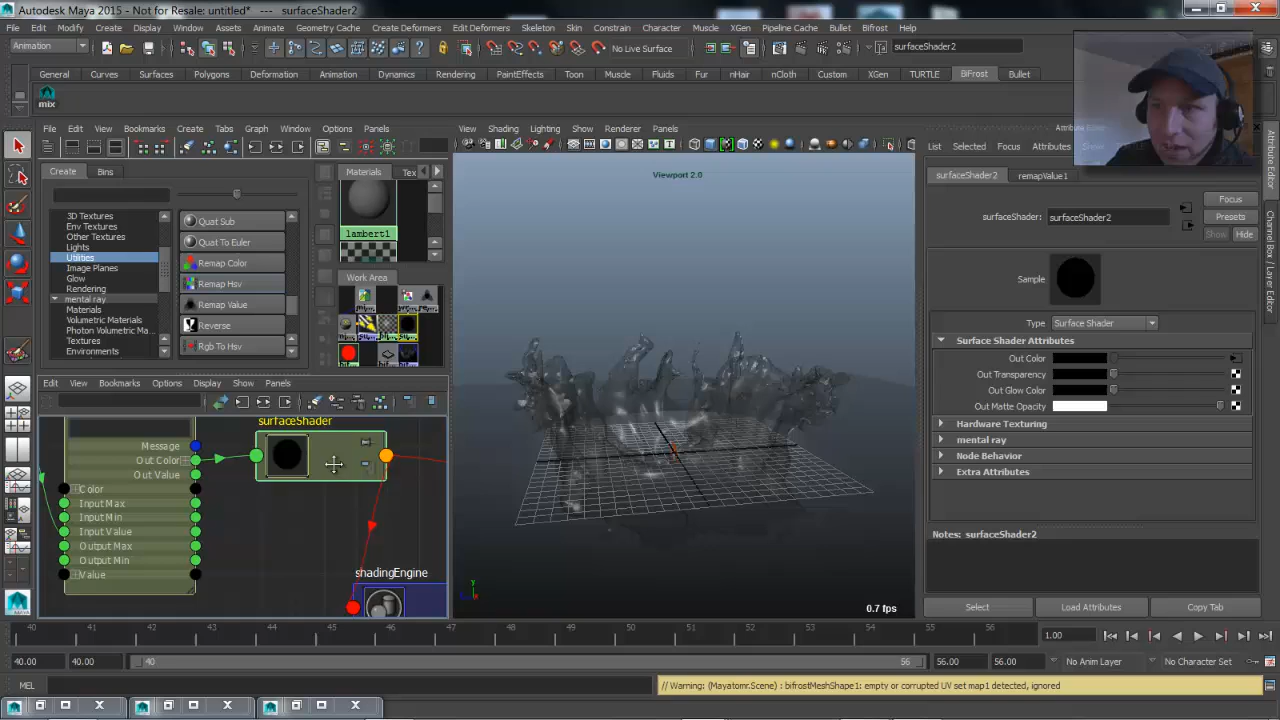 Autodesk Maya 2015 - Not for Resale: untitled* --- surfaceShader2
File Edit Modify Create Display Window Assets Animate Geometry Cache Create Deformers Edit Deformers Skeleton Skin Constrain Character Muscle XGen Pipeline Cache Bullet Bifrost Help
Animation No Live Surface surfaceShader2
General Curves Surfaces Polygons Deformation Animation Dynamics Rendering PaintEffects Toon Muscle Fluids Fur nHair nCloth Custom XGen TURTLE BiFrost Bullet
mix
File Edit View Bookmarks Create Tabs Graph Window Options Panels
View Shading Lighting Show Renderer Panels
List Selected Focus Attributes
Create Bins
Materials Tex
surfaceShader2 remapValue1
Viewport 2.0
Focus
Presets
Show Hide
surfaceShader: surfaceShader2
3D Textures
Env Textures
Other Textures
Lights
Utilities
Image Planes
Glow
Rendering
mental ray
Materials
Volumetric Materials
Photon Volumetric Ma...
Textures
Environments
Quat Sub
Quat To Euler
Remap Color
Remap Hsv
Remap Value
Reverse
Rgb To Hsv
lambert1
Work Area
Sample
Type Surface Shader
Surface Shader Attributes
Out Color
Out Transparency
Out Glow Color
Out Matte Opacity
Hardware Texturing
mental ray
Node Behavior
Extra Attributes
Notes: surfaceShader2
Select Load Attributes Copy Tab
Attribute Editor
Channel Box / Layer Editor
Edit View Bookmarks Options Display Show Panels
surfaceShader
Message
Out Color
Out Value
Color
Input Max
Input Min
Input Value
Output Max
Output Min
Value
shadingEngine
y
0.7 fps
40 41 42 43 44 45 46 47 48 49 50 51 52 53 54 55 56
1.00
40.00 40.00 40 56 56.00 56.00 No Anim Layer No Character Set
MEL
// Warning: (Mayatomr.Scene) : bifrostMeshShape1: empty or corrupted UV set map1 detected, ignored